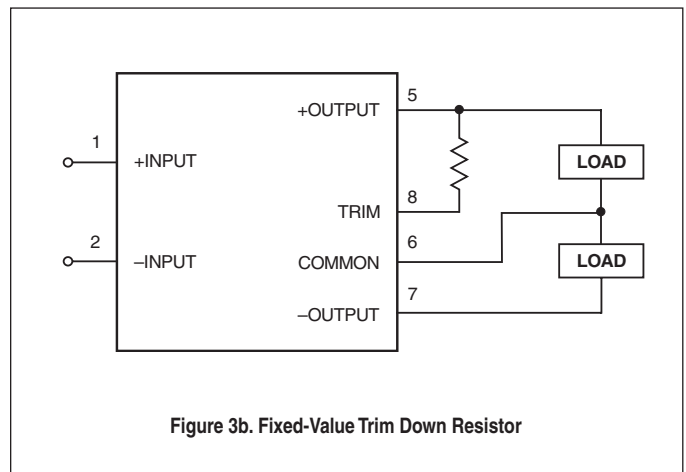 5
+OUTPUT
1
+INPUT
LOAD
8
TRIM
2
6
–INPUT
COMMON
LOAD
7
–OUTPUT
Figure 3b. Fixed-Value Trim Down Resistor